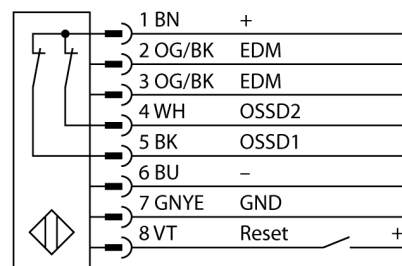 1 BN +
2 OG/BK EDM
3 OG/BK EDM
4 WH OSSD2
5 BK OSSD1
6 BU –
7 GNYE GND
8 VT Reset +